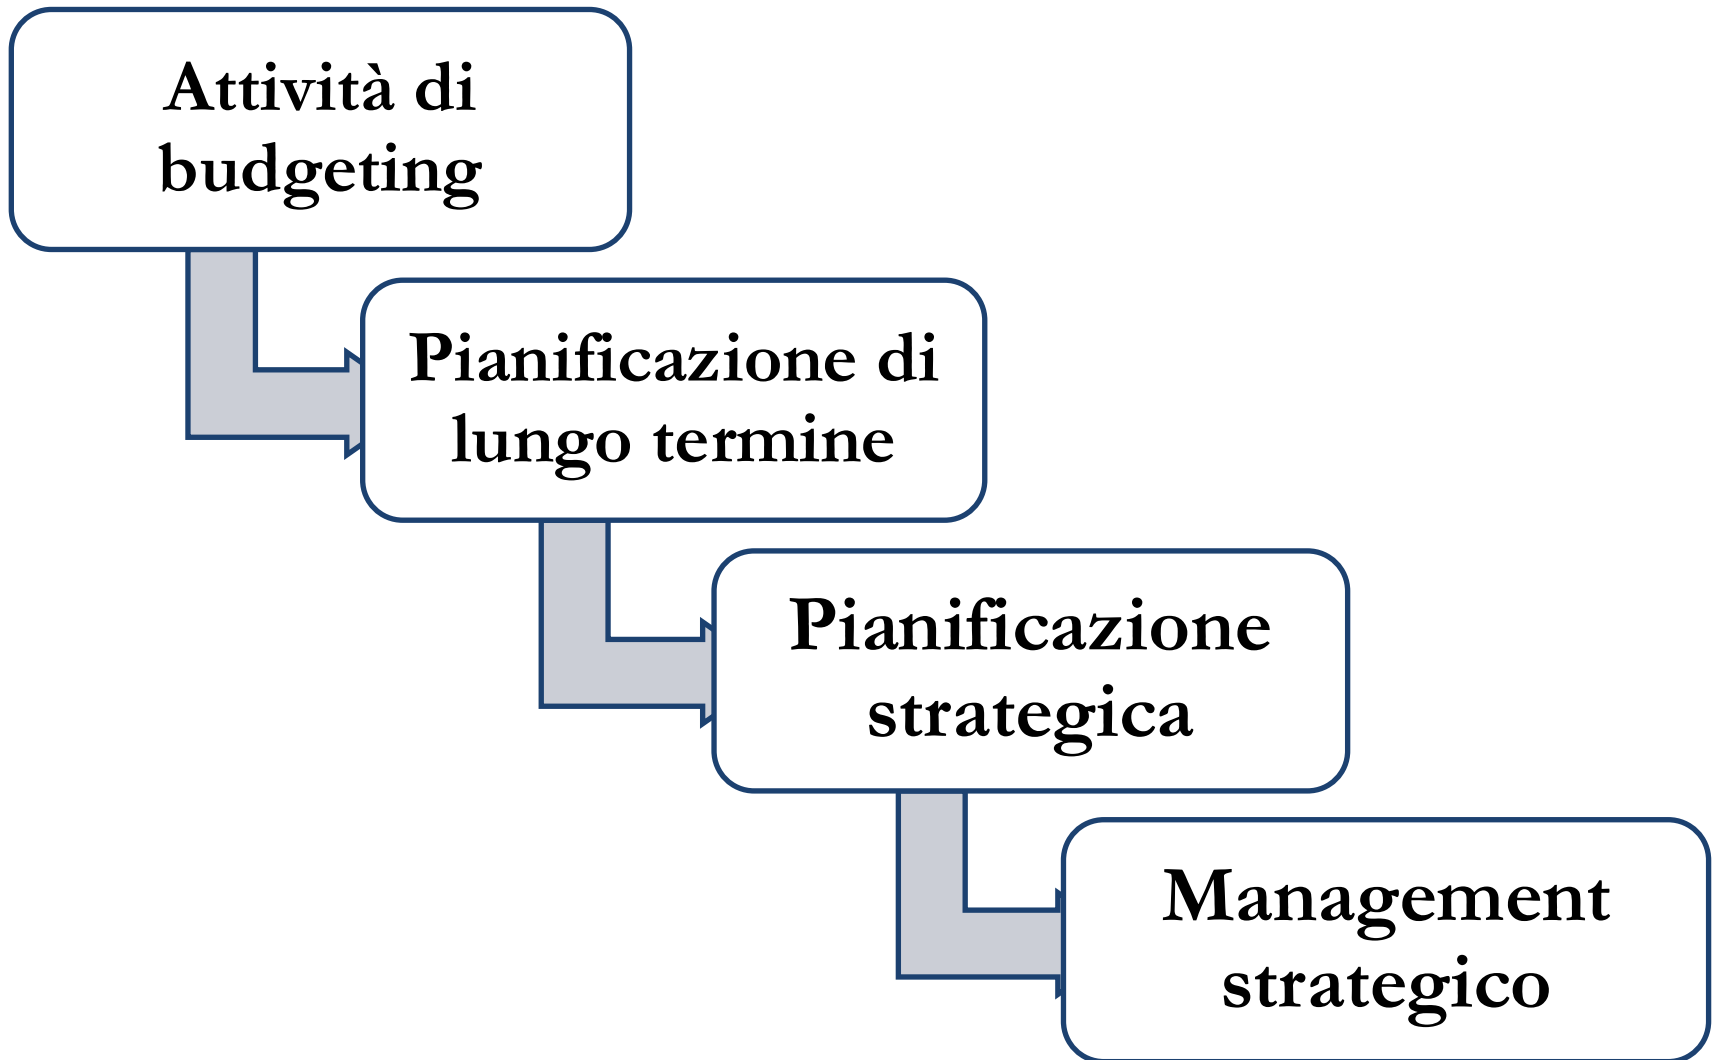 Attività di
budgeting
Pianificazione di
lungo termine
Pianificazione
strategica
Management
strategico